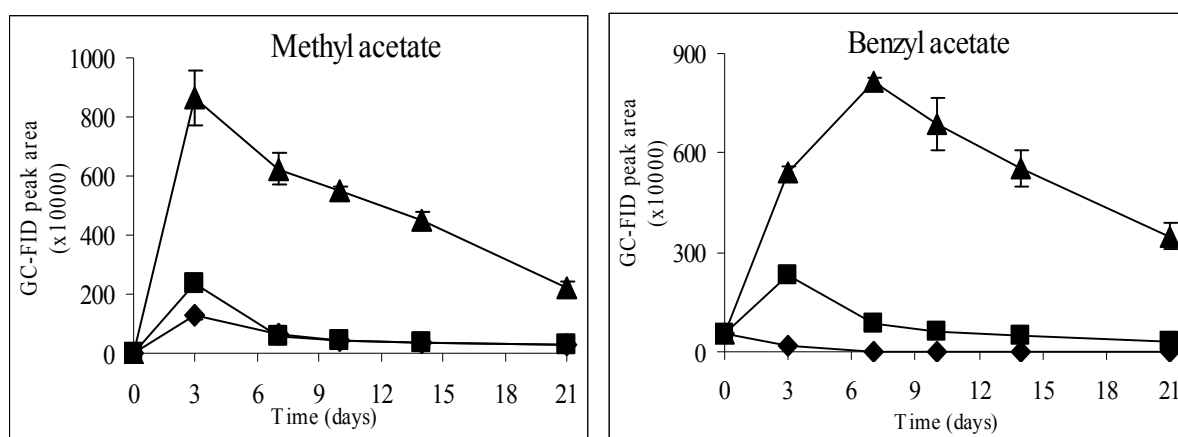 Methyl acetate
GC-FID peak area
(x10000)
1000
800
600
400
200
0
0 3 6 9 12 15 18 21
Time (days)
Benzyl acetate
GC-FID peak area
(x10000)
900
600
300
0
0 3 6 9 12 15 18 21
Time (days)